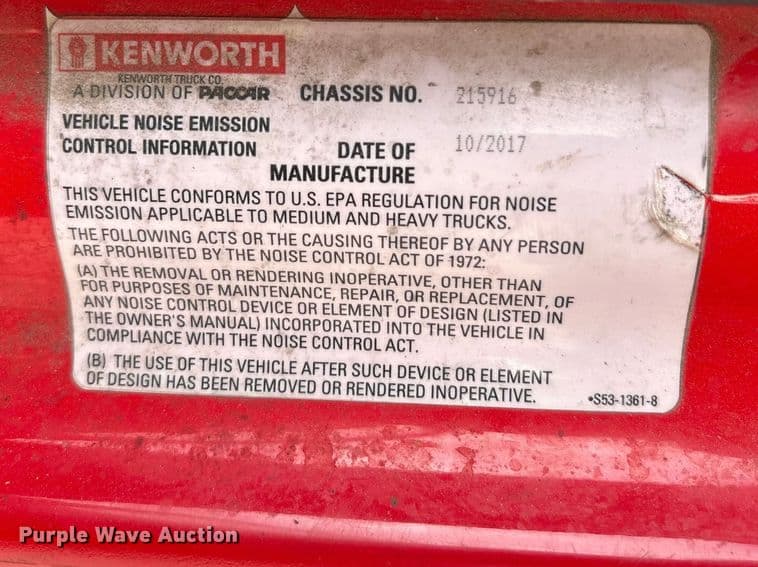 KENWORTH
KENWORTH TRUCK CO.
A DIVISION OF PACCAR
CHASSIS NO. 215916
VEHICLE NOISE EMISSION
CONTROL INFORMATION
DATE OF
MANUFACTURE
10/2017
THIS VEHICLE CONFORMS TO U.S. EPA REGULATION FOR NOISE
EMISSION APPLICABLE TO MEDIUM AND HEAVY TRUCKS.
THE FOLLOWING ACTS OR THE CAUSING THEREOF BY ANY PERSON
ARE PROHIBITED BY THE NOISE CONTROL ACT OF 1972:
(A) THE REMOVAL OR RENDERING INOPERATIVE, OTHER THAN
FOR PURPOSES OF MAINTENANCE, REPAIR, OR REPLACEMENT, OF
ANY NOISE CONTROL DEVICE OR ELEMENT OF DESIGN (LISTED IN
THE OWNER'S MANUAL) INCORPORATED INTO THE VEHICLE IN
COMPLIANCE WITH THE NOISE CONTROL ACT.
(B) THE USE OF THIS VEHICLE AFTER SUCH DEVICE OR ELEMENT
OF DESIGN HAS BEEN REMOVED OR RENDERED INOPERATIVE.
•S53-1361-8
Purple Wave Auction